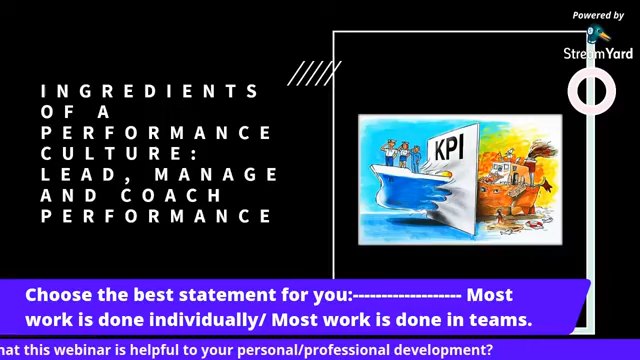 Powered by
StreamYard
INGREDIENTS
OF A
PERFORMANCE
CULTURE:
LEAD, MANAGE
AND COACH
PERFORMANCE
KPI
Choose the best statement for you:------------------- Most
work is done individually/ Most work is done in teams.
hat this webinar is helpful to your personal/professional development?